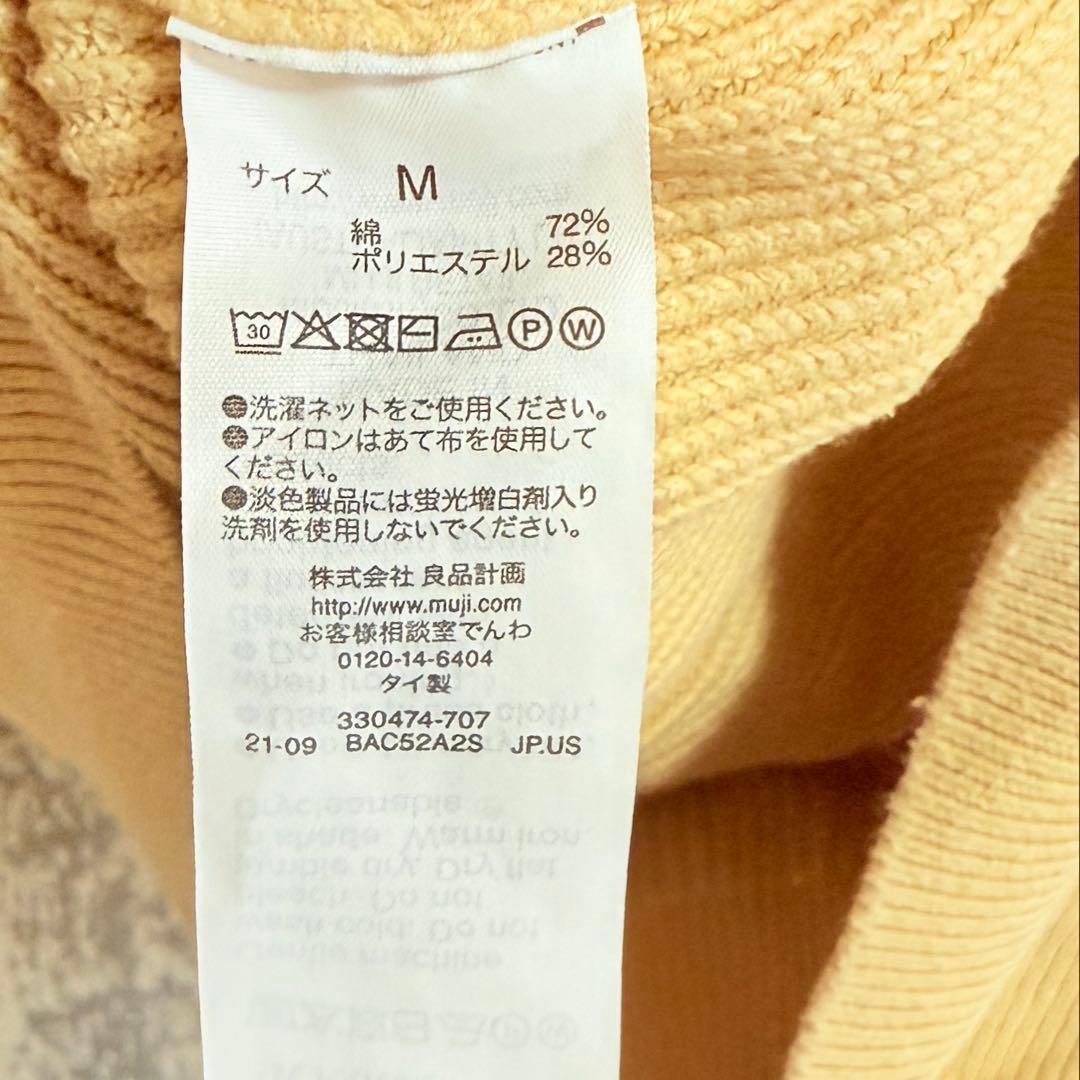 サイズ M
綿 72%
ポリエステル 28%
30 P W
●洗濯ネットをご使用ください。
●アイロンはあて布を使用して
ください。
●淡色製品には蛍光増白剤入り
洗剤を使用しないでください。
株式会社 良品計画
http://www.muji.com
お客様相談室でんわ
0120-14-6404
タイ製
330474-707
21-09 BAC52A2S JP.US